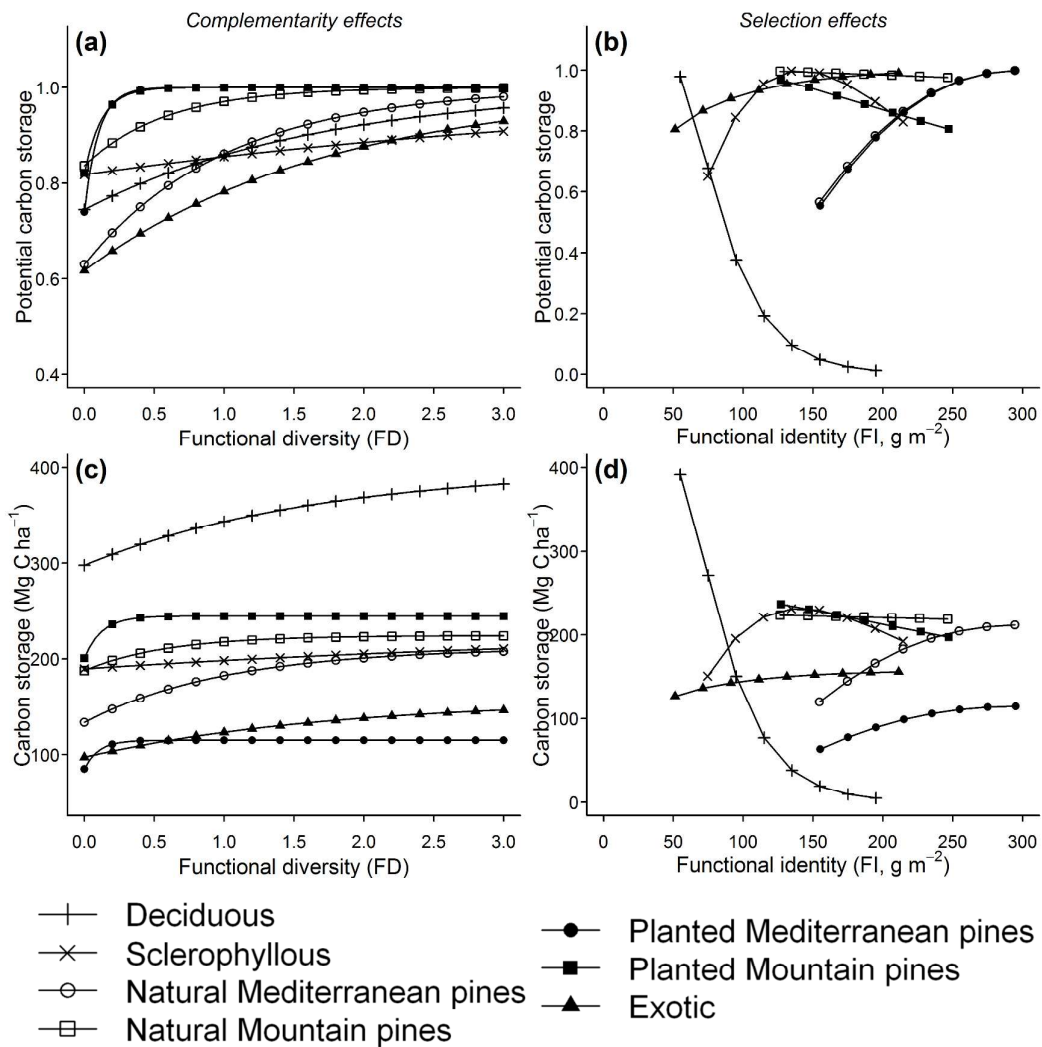 Complementarity effects
Selection effects
(a)
(b)
Potential carbon storage
1.0
0.8
0.6
0.4
0.0 0.5 1.0 1.5 2.0 2.5 3.0
Functional diversity (FD)
Potential carbon storage
1.0
0.8
0.6
0.4
0.2
0.0
0 50 100 150 200 250 300
Functional identity (FI, g m⁻²)
(c)
(d)
Carbon storage (Mg C ha⁻¹)
400
300
200
100
0.0 0.5 1.0 1.5 2.0 2.5 3.0
Functional diversity (FD)
Carbon storage (Mg C ha⁻¹)
400
300
200
100
0
0 50 100 150 200 250 300
Functional identity (FI, g m⁻²)
Deciduous
Sclerophyllous
Natural Mediterranean pines
Natural Mountain pines
Planted Mediterranean pines
Planted Mountain pines
Exotic